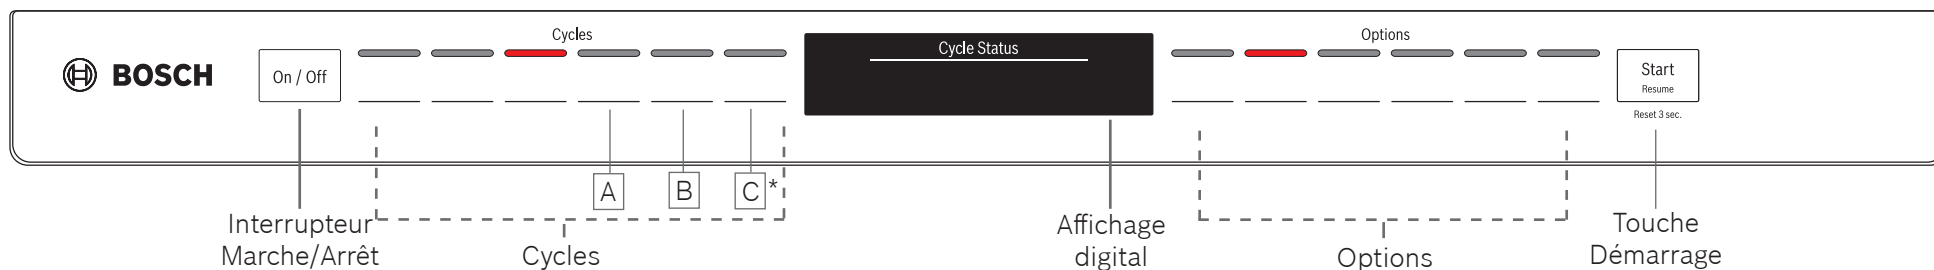 BOSCH
On / Off
Cycles
Cycle Status
Options
Start
Resume
Reset 3 sec.
A
B
C*
Interrupteur
Marche/Arrêt
Cycles
Affichage
digital
Options
Touche
Démarrage